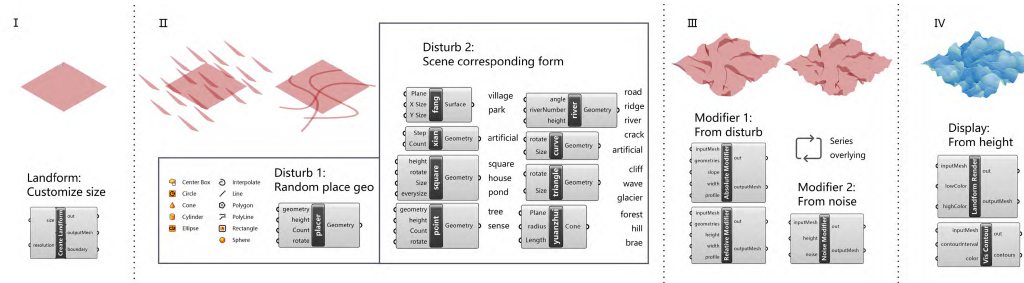 I
Landform:
Customize size
size
resolution
Create Landform
out
outputMesh
boundary
II
Center Box
Circle
Cone
Cylinder
Ellipse
Interpolate
Line
Polygon
PolyLine
Rectangle
Sphere
Disturb 1:
Random place geo
geometry
height
Count
rotate
placer
Geometry
Disturb 2:
Scene corresponding form
Plane
X Size
Y Size
fang
Surface
village
park
Step
Count
xian
Geometry
artificial
height
rotate
Size
everysize
square
Geometry
square
house
pond
geometry
height
Count
rotate
point
Geometry
tree
sense
angle
riverNumber
height
river
Geometry
road
ridge
river
rotate
Size
curve
Geometry
crack
artificial
rotate
Size
triangle
Geometry
cliff
wave
glacier
Plane
radius
Length
yuanzhui
Cone
forest
hill
brae
III
Modifier 1:
From disturb
inputMesh
geometries
slope
width
profile
Absolute Modifier
out
outputMesh
inputMesh
Geometries
height
width
profile
Relative Modifier
out
outputMesh
Series
overlying
Modifier 2:
From noise
inputMesh
height
noise
Noise Modifier
out
outputMesh
IV
Display:
From height
inputMesh
lowColor
highColor
Landform Render
out
outputMesh
inputMesh
contourInterval
color
Vis Contour
out
contours